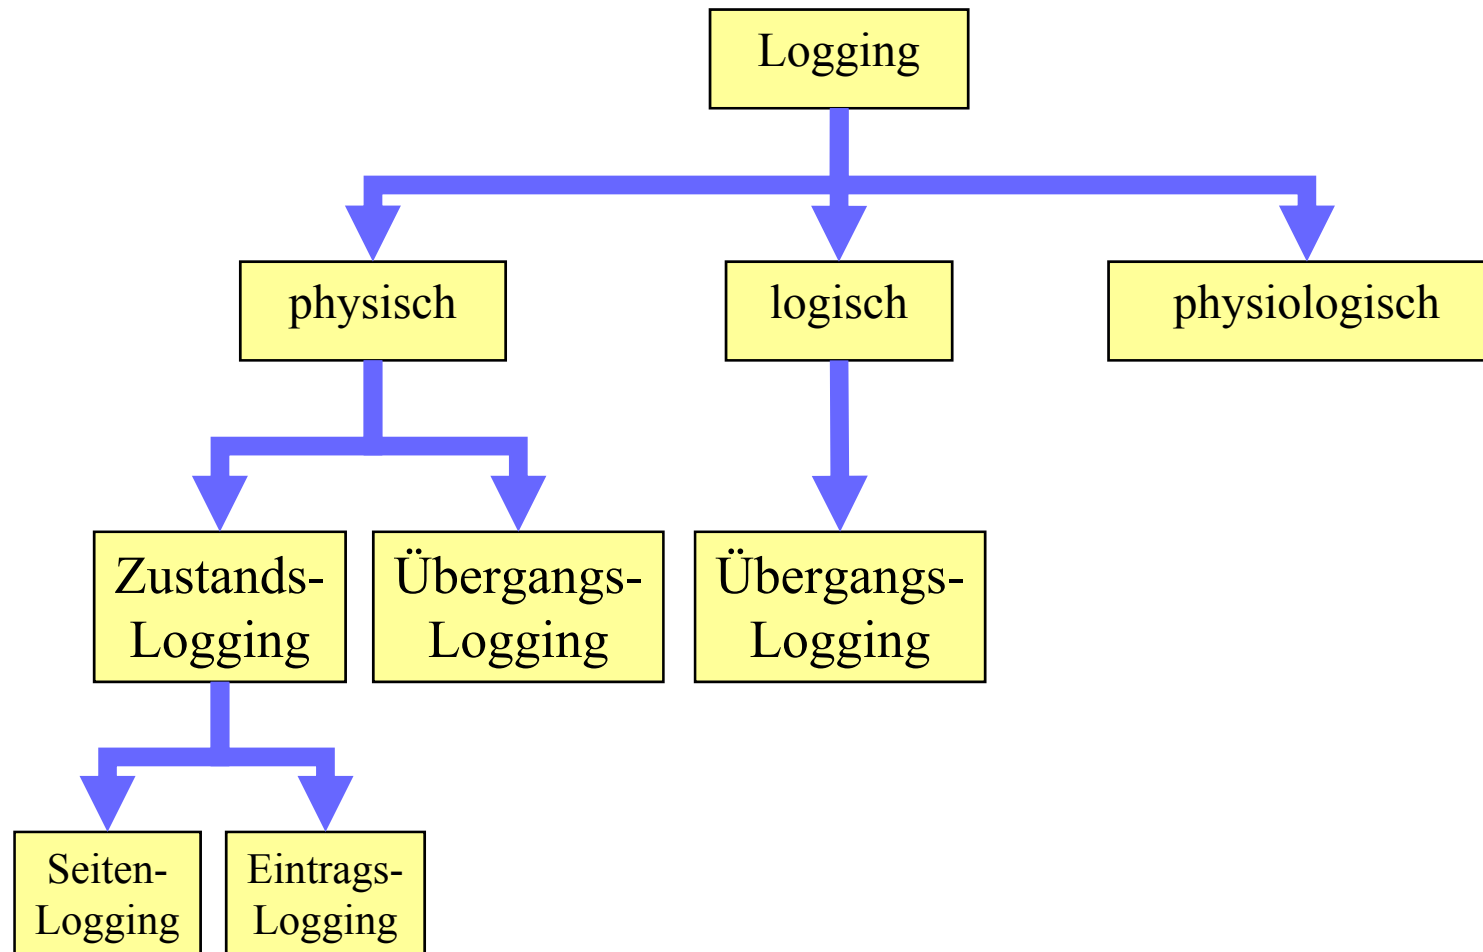 Logging
physisch
logisch
physiologisch
Zustands-
Logging
Übergangs-
Logging
Übergangs-
Logging
Seiten-
Logging
Eintrags-
Logging